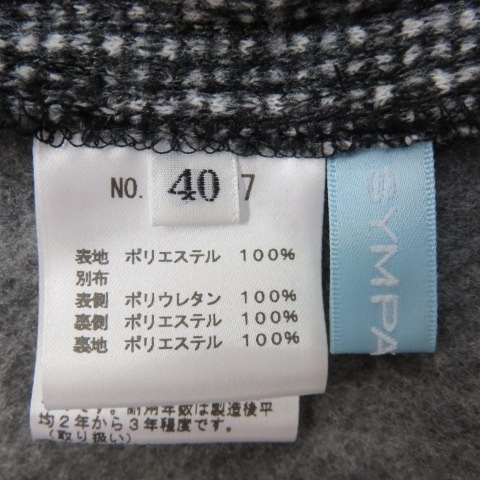 NO. 40 7
表地 ポリエステル 100%
別布
表側 ポリウレタン 100%
裏側 ポリエステル 100%
裏地 ポリエステル 100%
です。耐用年数は製造後平
均2年から3年程度です。
(取り扱い)
SYMPA